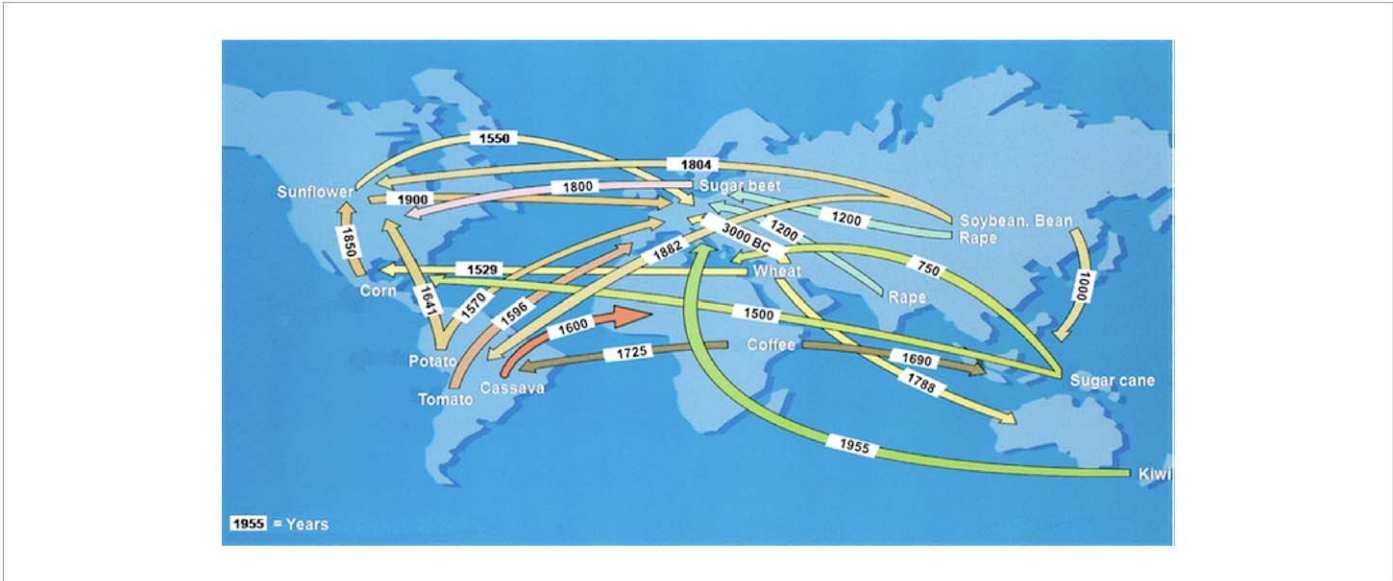 1550
1804
Sunflower
1800
Sugar beet
1900
1200
Soybean, Bean
Rape
1850
1882
3000 BC
1200
750
1529
Wheat
1000
Corn
1641
1570
1596
Rape
1500
1600
Potato
1725
Coffee
1690
Cassava
1788
Sugar cane
Tomato
1955
Kiwi
1955 = Years